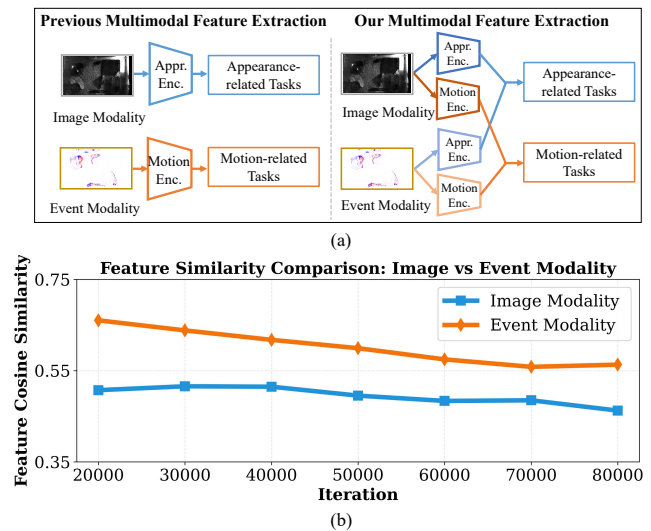 (a)
Previous Multimodal Feature Extraction
Appr.
Enc.
Appearance-
related Tasks
Image Modality
Motion
Enc.
Motion-related
Tasks
Event Modality
Our Multimodal Feature Extraction
Appr.
Enc.
Motion
Enc.
Image Modality
Appearance-
related Tasks
Appr.
Enc.
Motion
Enc.
Event Modality
Motion-related
Tasks
Feature Similarity Comparison: Image vs Event Modality
Feature Cosine Similarity
0.75
0.55
0.35
Image Modality
Event Modality
20000
30000
40000
50000
60000
70000
80000
Iteration
(b)